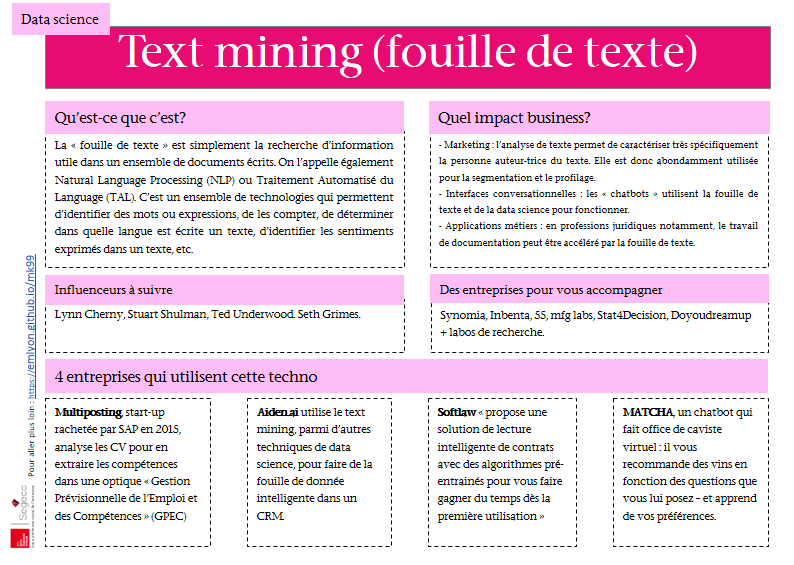 Data science
Text mining (fouille de texte)
Qu'est-ce que c'est?
La « fouille de texte » est simplement la recherche d'information
utile dans un ensemble de documents écrits. On l'appelle également
Natural Language Processing (NLP) ou Traitement Automatisé du
Language (TAL). C'est un ensemble de technologies qui permettent
d'identifier des mots ou expressions, de les compter, de déterminer
dans quelle langue est écrite un texte, d'identifier les sentiments
exprimés dans un texte, etc.
Quel impact business?
- Marketing : l'analyse de texte permet de caractériser très spécifiquement
la personne auteur-trice du texte. Elle est donc abondamment utilisée
pour la segmentation et le profilage.
- Interfaces conversationnelles : les « chatbots » utilisent la fouille de
texte et de la data science pour fonctionner.
- Applications métiers : en professions juridiques notamment, le travail
de documentation peut être accéléré par la fouille de texte.
Influenceurs à suivre
Lynn Cherny, Stuart Shulman, Ted Underwood. Seth Grimes.
Des entreprises pour vous accompagner
Synomia, Inbenta, 55, mfg labs, Stat4Decision, Doyoudreamup
+ labos de recherche.
4 entreprises qui utilisent cette techno
Multiposting, start-up
rachetée par SAP en 2015,
analyse les CV pour en
extraire les compétences
dans une optique « Gestion
Prévisionnelle de l'Emploi et
des Compétences » (GPEC)
Aiden.ai utilise le text
mining, parmi d'autres
techniques de data
science, pour faire de la
fouille de donnée
intelligente dans un
CRM.
Softlaw « propose une
solution de lecture
intelligente de contrats
avec des algorithmes pré-
entrainés pour vous faire
gagner du temps dès la
première utilisation »
MATCHA, un chatbot qui
fait office de caviste
virtuel : il vous
recommande des vins en
fonction des questions que
vous lui posez – et apprend
de vos préférences.
Pour aller plus loin : https://emlyon.github.io/mk99
Segeco